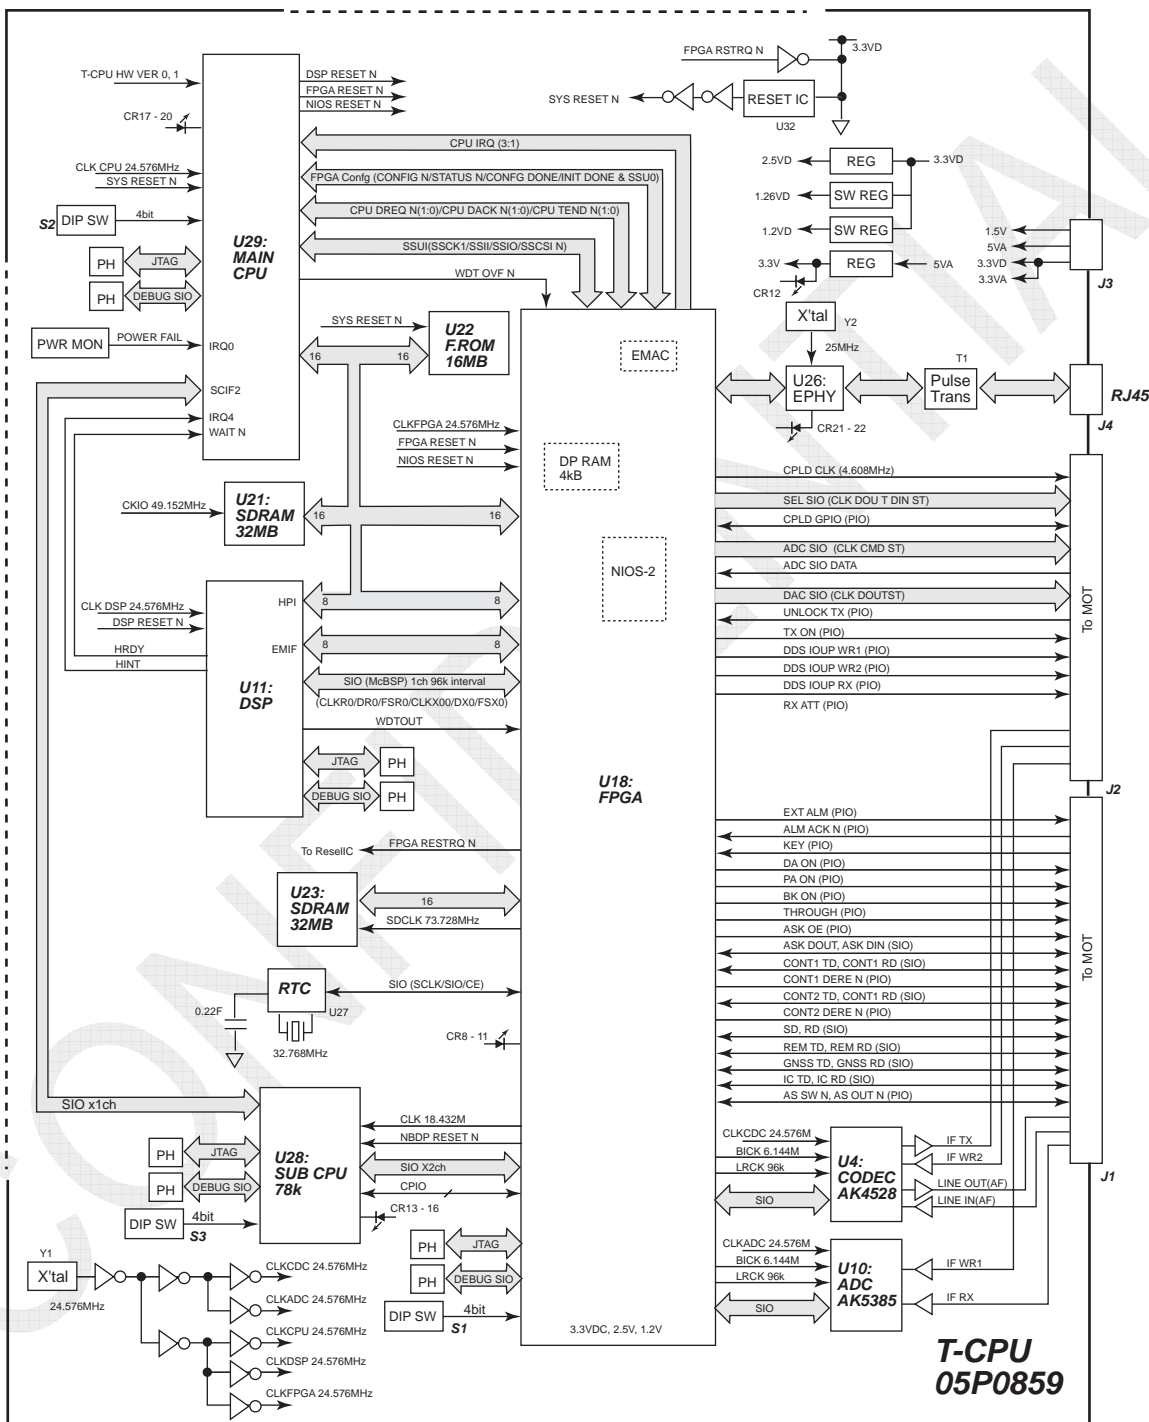 T-CPU HW VER 0, 1
CR17 - 20
CLK CPU 24.576MHz
SYS RESET N
S2
DIP SW
4bit
PH
JTAG
PH
DEBUG SIO
PWR MON
POWER FAIL
U29:
MAIN
CPU
IRQ0
SCIF2
IRQ4
WAIT N
DSP RESET N
FPGA RESET N
NIOS RESET N
CPU IRQ (3:1)
FPGA Confg (CONFIG N/STATUS N/CONFG DONE/INIT DONE & SSU0)
CPU DREQ N(1:0)/CPU DACK N(1:0)/CPU TEND N(1:0)
SSUI(SSCK1/SSII/SSIO/SSCSI N)
WDT OVF N
FPGA RSTRQ N
3.3VD
SYS RESET N
RESET IC
U32
2.5VD
REG
3.3VD
1.26VD
SW REG
1.2VD
SW REG
3.3V
REG
5VA
CR12
1.5V
5VA
3.3VD
3.3VA
J3
X'tal
Y2
25MHz
SYS RESET N
U22
F.ROM
16MB
16
16
EMAC
U26:
EPHY
CR21 - 22
T1
Pulse
Trans
RJ45
J4
CLKFPGA 24.576MHz
FPGA RESET N
NIOS RESET N
DP RAM
4kB
NIOS-2
CKIO 49.152MHz
U21:
SDRAM
32MB
16
16
CLK DSP 24.576MHz
DSP RESET N
HRDY
HINT
HPI
8
8
EMIF
8
8
U11:
DSP
SIO (McBSP) 1ch 96k interval
(CLKR0/DR0/FSR0/CLKX00/DX0/FSX0)
WDTOUT
JTAG
PH
DEBUG SIO
PH
U18:
FPGA
CPLD CLK (4.608MHz)
SEL SIO (CLK DOU T DIN ST)
CPLD GPIO (PIO)
ADC SIO (CLK CMD ST)
ADC SIO DATA
DAC SIO (CLK DOUTST)
UNLOCK TX (PIO)
TX ON (PIO)
DDS IOUP WR1 (PIO)
DDS IOUP WR2 (PIO)
DDS IOUP RX (PIO)
RX ATT (PIO)
To MOT
J2
To ResellC
FPGA RESTRQ N
U23:
SDRAM
32MB
16
SDCLK 73.728MHz
RTC
U27
SIO (SCLK/SIO/CE)
0.22F
32.768MHz
CR8 - 11
EXT ALM (PIO)
ALM ACK N (PIO)
KEY (PIO)
DA ON (PIO)
PA ON (PIO)
BK ON (PIO)
THROUGH (PIO)
ASK OE (PIO)
ASK DOUT, ASK DIN (SIO)
CONT1 TD, CONT1 RD (SIO)
CONT1 DERE N (PIO)
CONT2 TD, CONT1 RD (SIO)
CONT2 DERE N (PIO)
SD, RD (SIO)
REM TD, REM RD (SIO)
GNSS TD, GNSS RD (SIO)
IC TD, IC RD (SIO)
AS SW N, AS OUT N (PIO)
To MOT
J1
SIO x1ch
PH
JTAG
PH
DEBUG SIO
DIP SW
4bit
S3
U28:
SUB CPU
78k
CLK 18.432M
NBDP RESET N
SIO X2ch
CPIO
CR13 - 16
CLKCDC 24.576M
BICK 6.144M
LRCK 96k
SIO
U4:
CODEC
AK4528
IF TX
IF WR2
LINE OUT(AF)
LINE IN(AF)
CLKADC 24.576M
BICK 6.144M
LRCK 96k
SIO
U10:
ADC
AK5385
IF WR1
IF RX
PH
JTAG
PH
DEBUG SIO
DIP SW
4bit
S1
Y1
X'tal
24.576MHz
CLKCDC 24.576MHz
CLKADC 24.576MHz
CLKCPU 24.576MHz
CLKDSP 24.576MHz
CLKFPGA 24.576MHz
3.3VDC, 2.5V, 1.2V
T-CPU
05P0859
CONFIDENTIAL